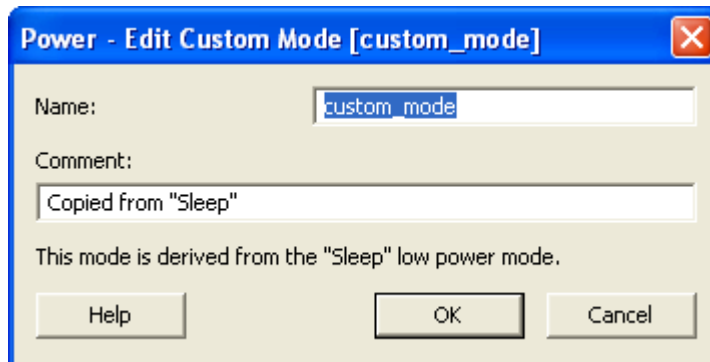 Power - Edit Custom Mode [custom_mode]
Name: custom_mode
Comment:
Copied from "Sleep"
This mode is derived from the "Sleep" low power mode.
Help OK Cancel